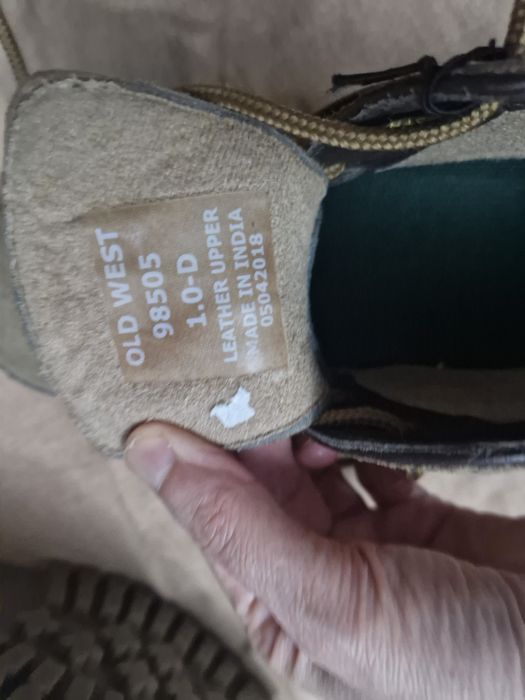 OLD WEST
98505
1.0-D
LEATHER UPPER
MADE IN INDIA
05042018